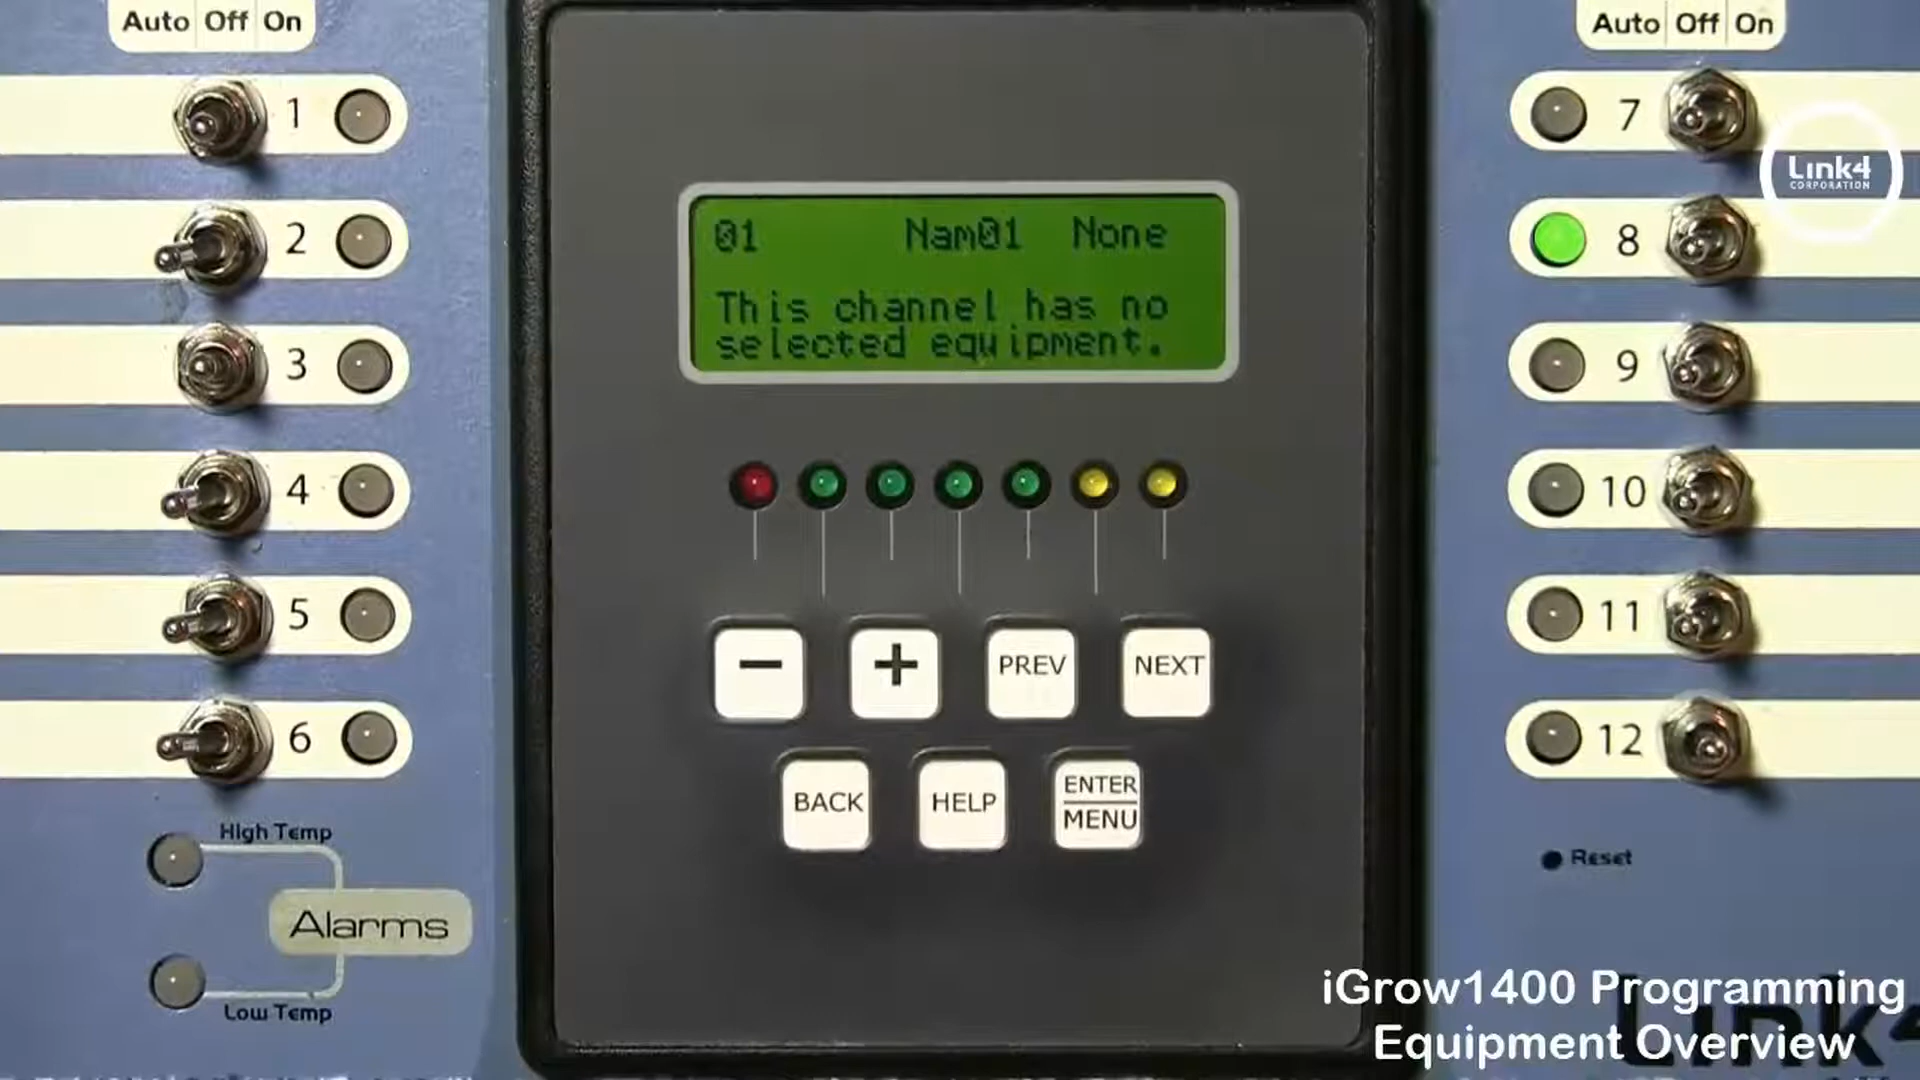 Auto Off On
1
2
3
4
5
6
High Temp
Alarms
Low Temp
01 Nam01 None
This channel has no
selected equipment.
PREV
NEXT
BACK
HELP
ENTER
MENU
Auto Off On
7
8
9
10
11
12
Reset
Link4
CORPORATION
iGrow1400 Programming
Equipment Overview
Link4